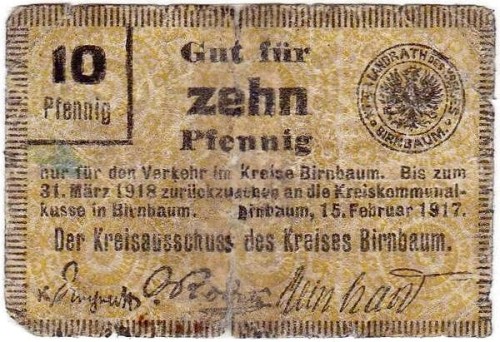 10
Pfennig
Gut für
zehn
Pfennig
LANDRATH DES
BIRNBAUM.
nur für den Verkehr im Kreise Birnbaum. Bis zum
31. März 1918 zurückzugeben an die Kreiskommunal-
kasse in Birnbaum. Birnbaum, 15. Februar 1917.
Der Kreisausschuss des Kreises Birnbaum.